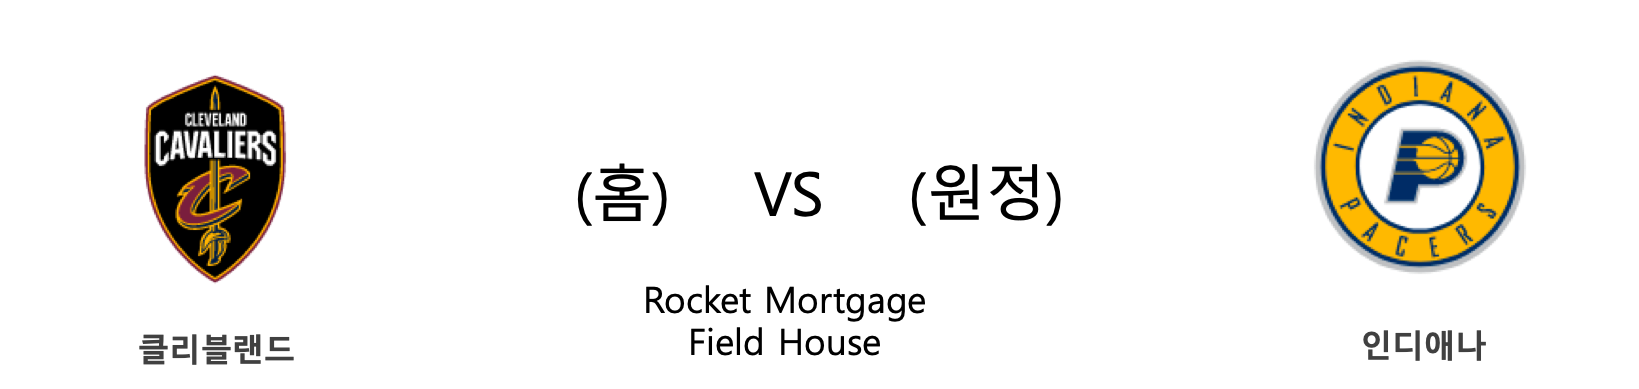 CLEVELAND
CAVALIERS
INDIANA
PACERS
(홈) VS (원정)
Rocket Mortgage
Field House
클리블랜드
인디애나